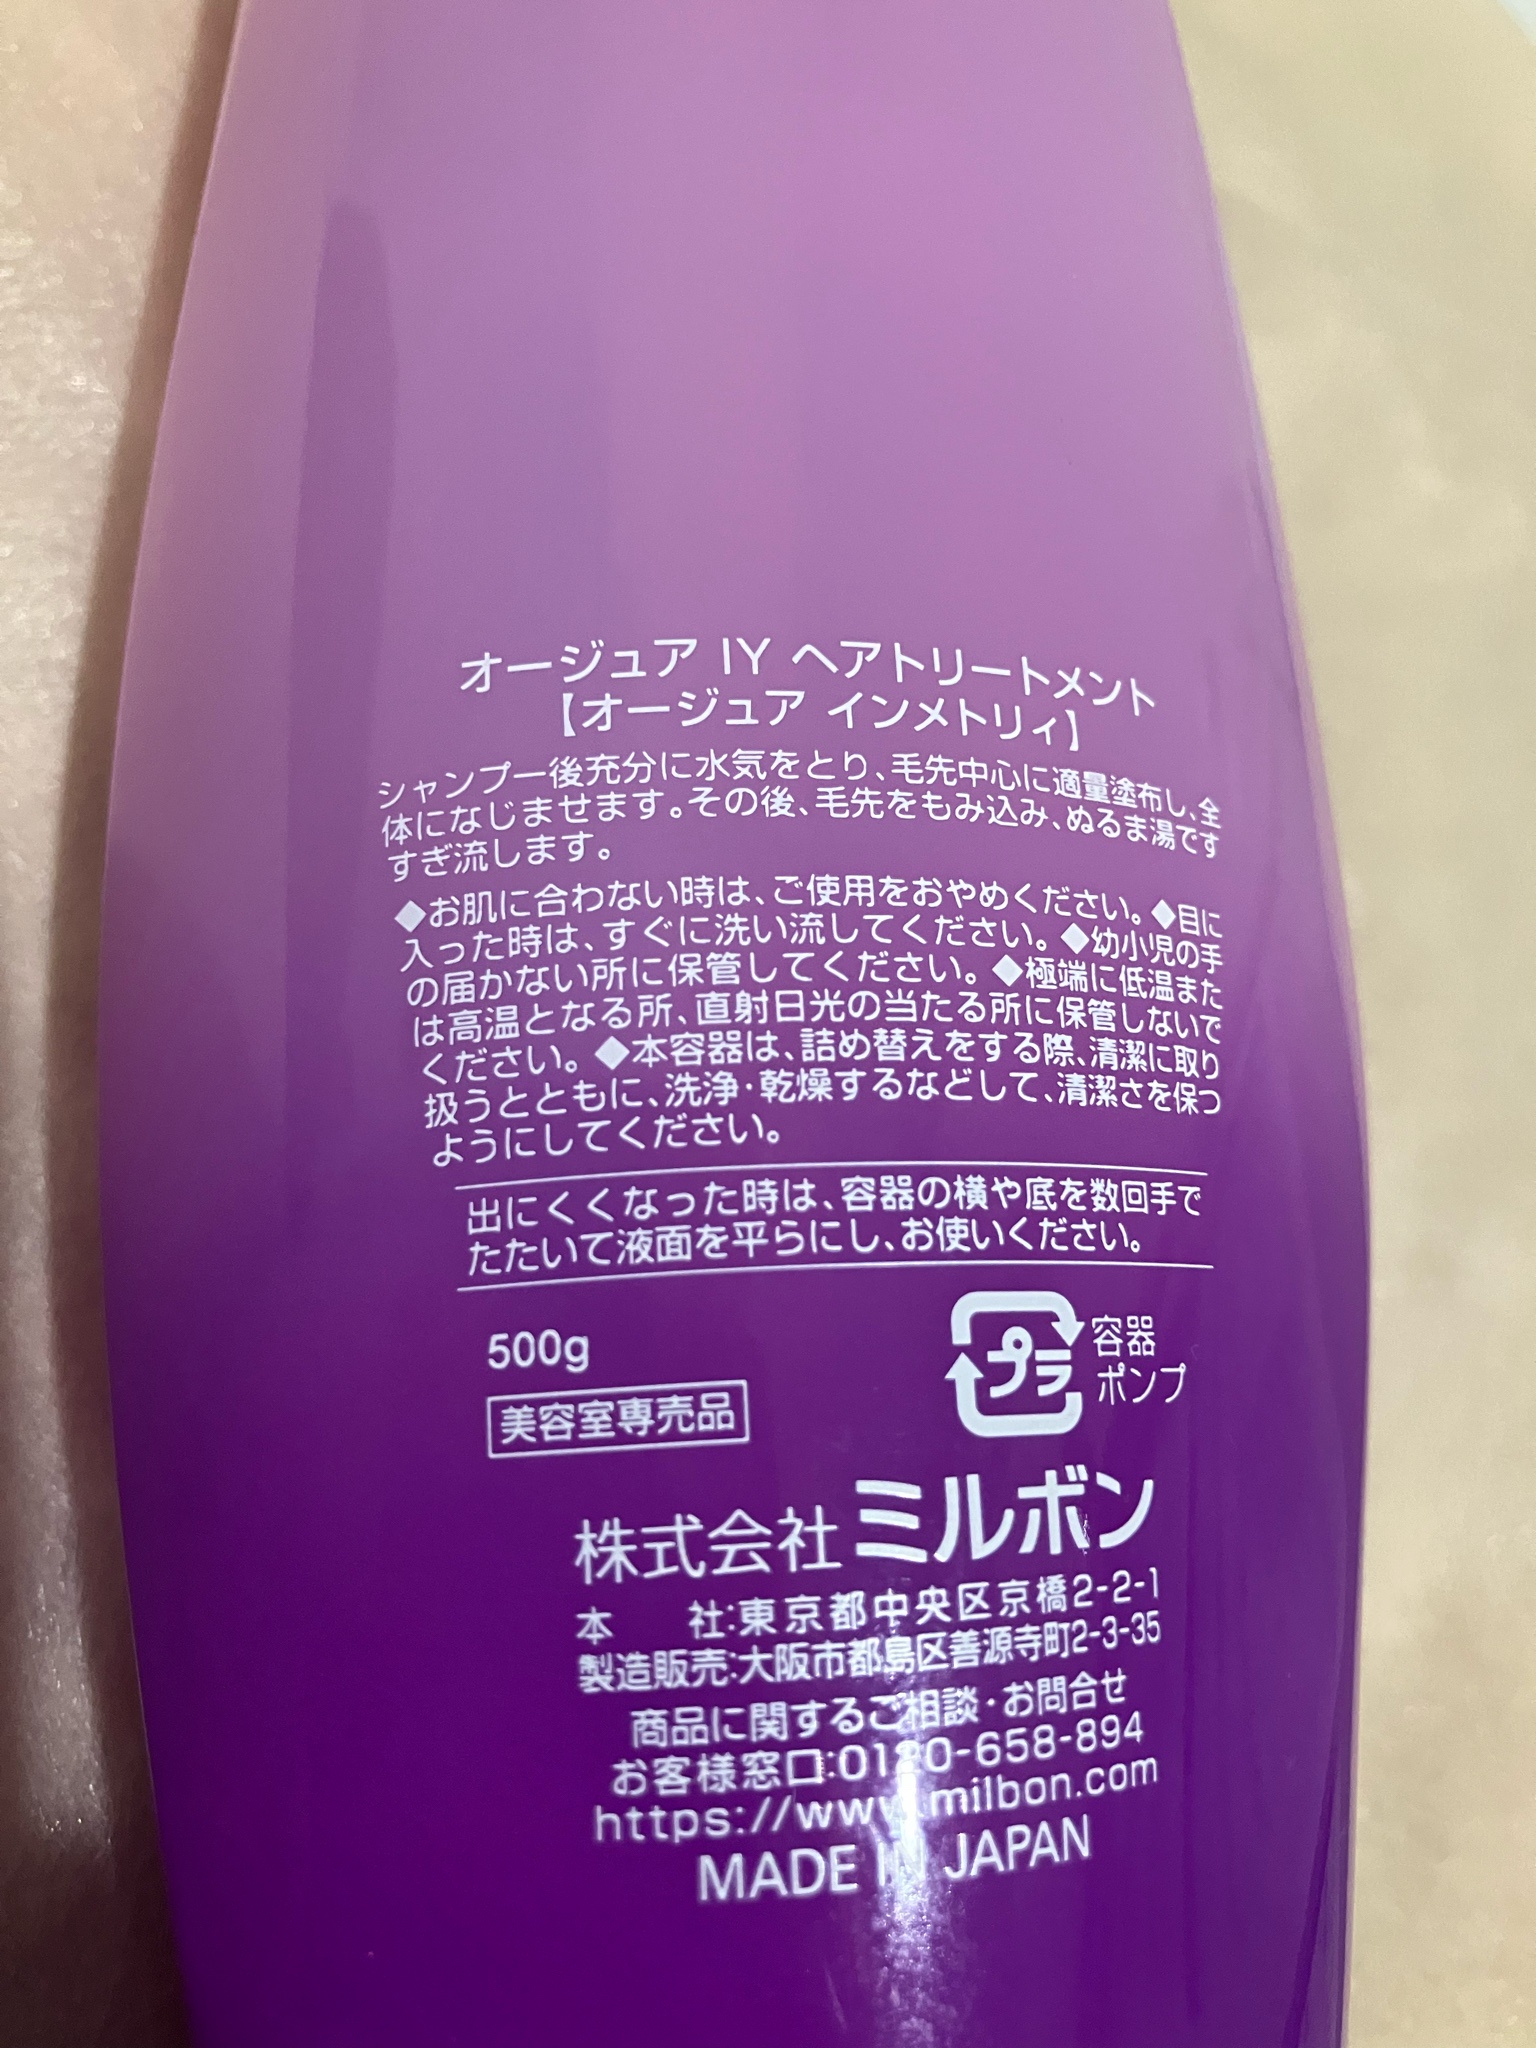 オージュア IY ヘアトリートメント
【オージュア インメトリィ】
シャンプー後充分に水気をとり、毛先中心に適量塗布し、全
体になじませます。その後、毛先をもみ込み、ぬるま湯です
すぎ流します。
◆お肌に合わない時は、ご使用をおやめください。◆目に
入った時は、すぐに洗い流してください。◆幼小児の手
の届かない所に保管してください。◆極端に低温また
は高温となる所、直射日光の当たる所に保管しないで
ください。◆本容器は、詰め替えをする際、清潔に取り
扱うとともに、洗浄・乾燥するなどして、清潔さを保つ
ようにしてください。
出にくくなった時は、容器の横や底を数回手で
たたいて液面を平らにし、お使いください。
500g
プラ
容器
ポンプ
美容室専売品
株式会社ミルボン
本 社:東京都中央区京橋2-2-1
製造販売:大阪市都島区善源寺町2-3-35
商品に関するご相談・お問合せ
お客様窓口:0120-658-894
https://www.milbon.com
MADE IN JAPAN